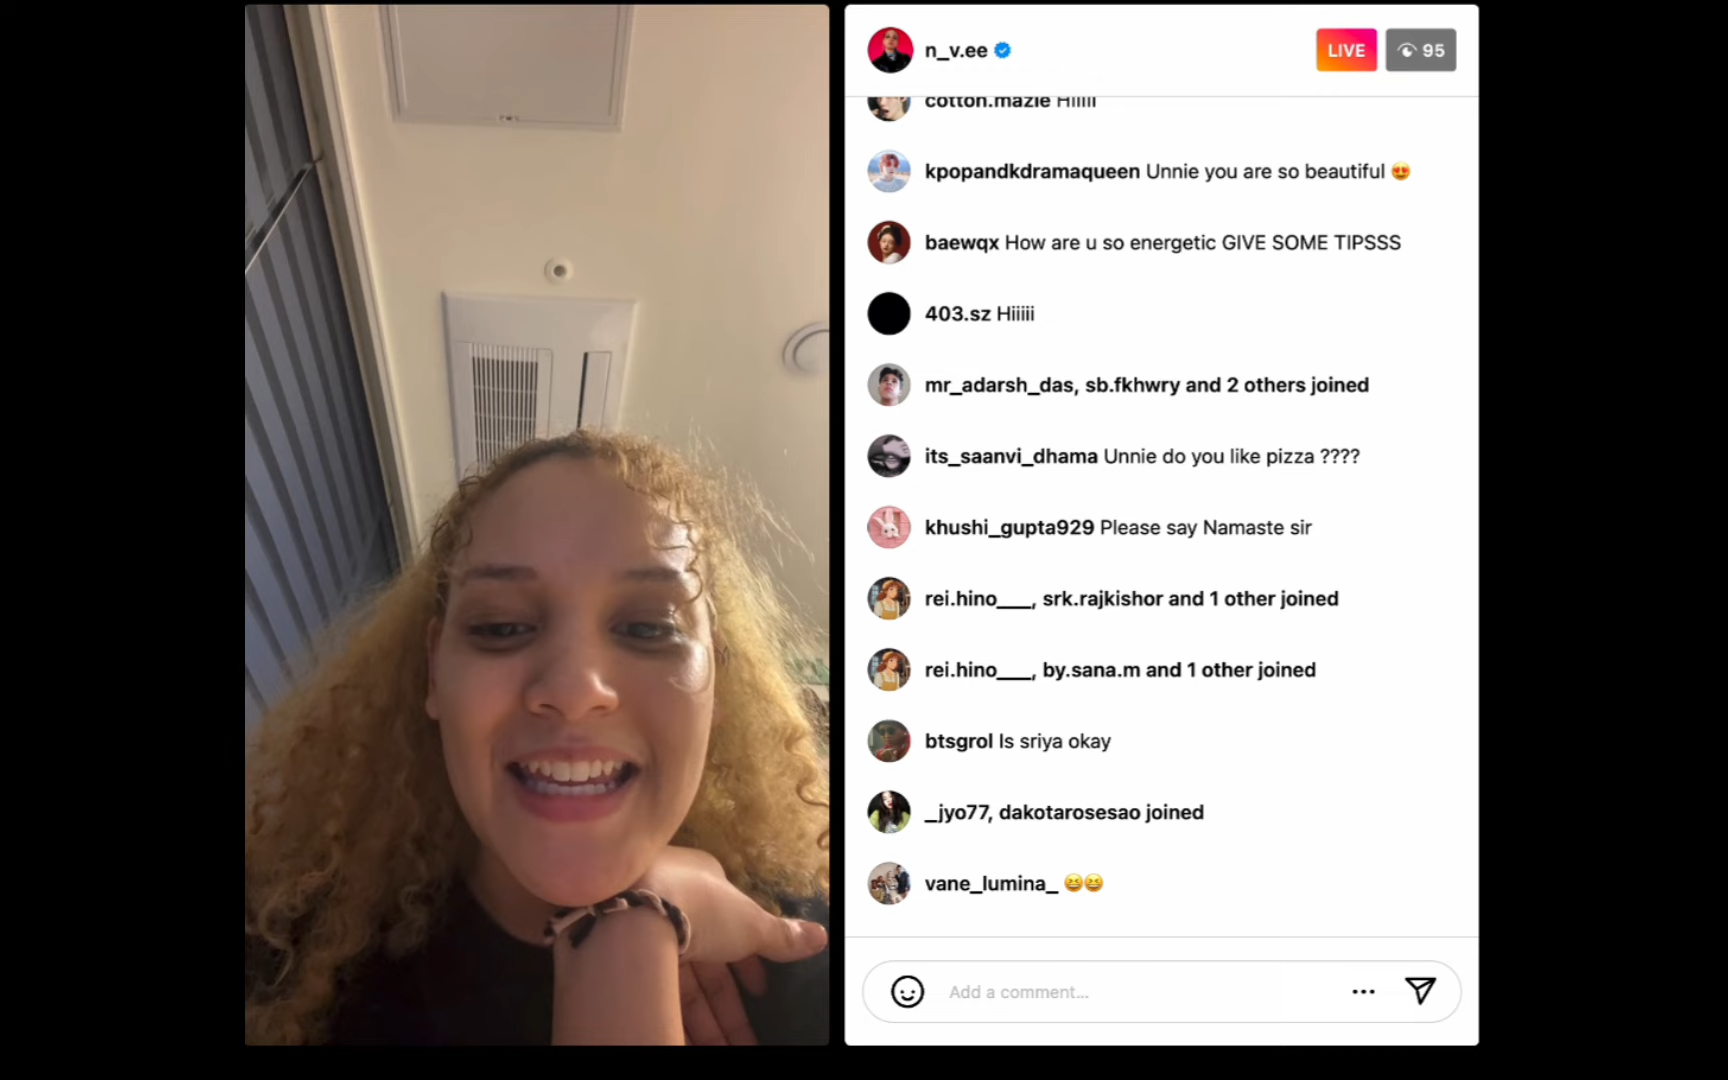 n_v.ee
LIVE
95
cotton.mazie Hiiiii
kpopandkdramaqueen Unnie you are so beautiful 😍
baewqx How are u so energetic GIVE SOME TIPSSS
403.sz Hiiiii
mr_adarsh_das, sb.fkhwry and 2 others joined
its_saanvi_dhama Unnie do you like pizza ????
khushi_gupta929 Please say Namaste sir
rei.hino___, srk.rajkishor and 1 other joined
rei.hino___, by.sana.m and 1 other joined
btsgrol Is sriya okay
_jyo77, dakotarosesao joined
vane_lumina_ 😆😆
Add a comment...